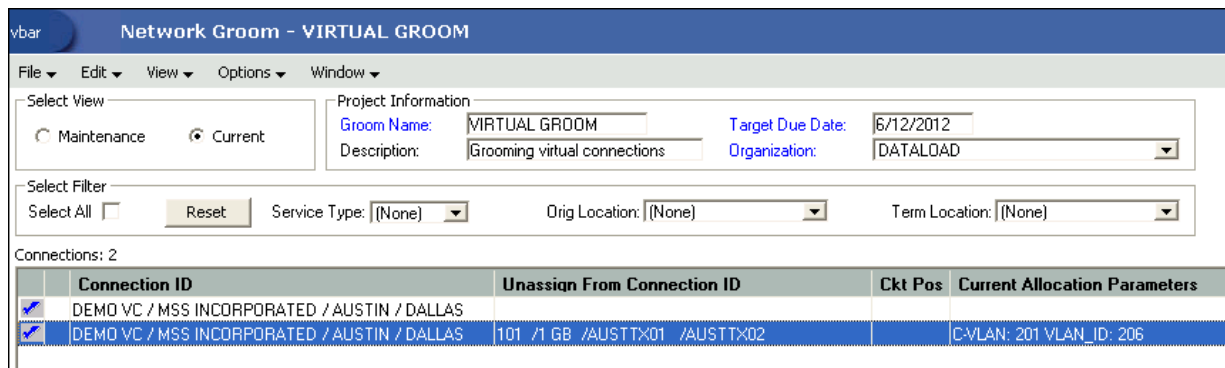 vbar Network Groom - VIRTUAL GROOM
File Edit View Options Window
Select View
Maintenance Current
Project Information
Groom Name: VIRTUAL GROOM Target Due Date: 6/12/2012
Description: Grooming virtual connections Organization: DATALOAD
Select Filter
Select All Reset Service Type: (None) Orig Location: (None) Term Location: (None)
Connections: 2
Connection ID Unassign From Connection ID Ckt Pos Current Allocation Parameters
DEMO VC / MSS INCORPORATED / AUSTIN / DALLAS
DEMO VC / MSS INCORPORATED / AUSTIN / DALLAS 101 /1 GB /AUSTTX01 /AUSTTX02 C-VLAN: 201 VLAN_ID: 206